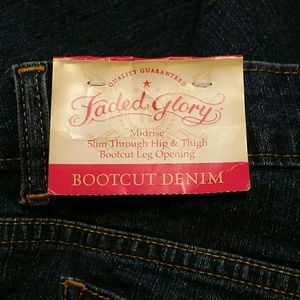 QUALITY GUARANTEED
Faded Glory
Midrise
Slim Through Hip & Thigh
Bootcut Leg Opening
BOOTCUT DENIM